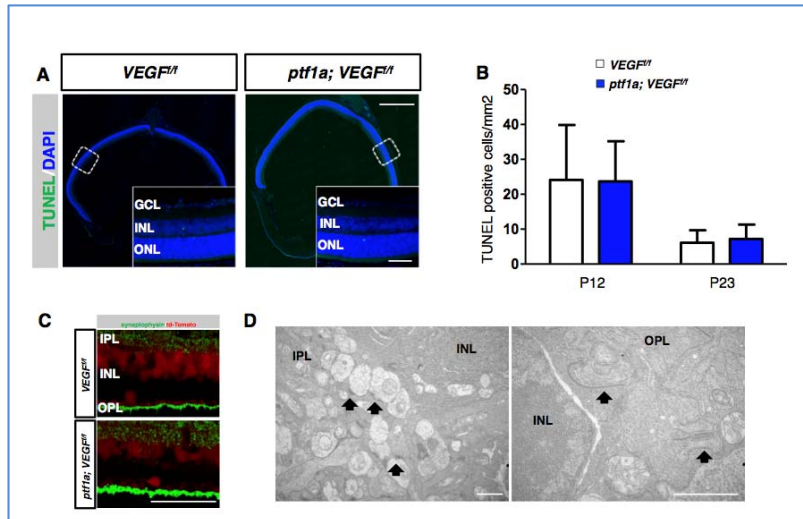 A
VEGFf/f
ptf1a; VEGFf/f
TUNEL/DAPI
GCL
INL
ONL
GCL
INL
ONL
B
VEGFf/f
ptf1a; VEGFf/f
TUNEL positive cells/mm2
50
40
30
20
10
0
P12
P23
C
synaptophysin td-Tomato
VEGFf/f
IPL
INL
OPL
ptf1a; VEGFf/f
D
IPL
INL
OPL
INL